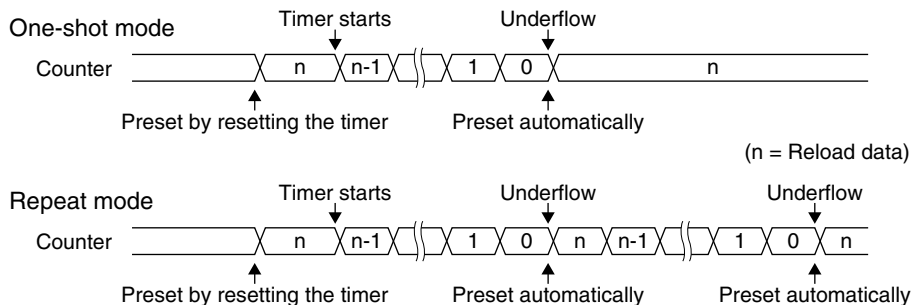 Timer starts Underflow
One-shot mode
Counter n n-1 1 0 n
Preset by resetting the timer Preset automatically
(n = Reload data)
Timer starts Underflow Underflow
Repeat mode
Counter n n-1 1 0 n n-1 1 0 n
Preset by resetting the timer Preset automatically Preset automatically